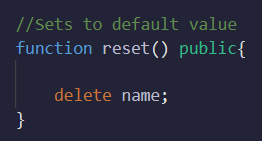 //Sets to default value
function reset() public{
delete name;
}